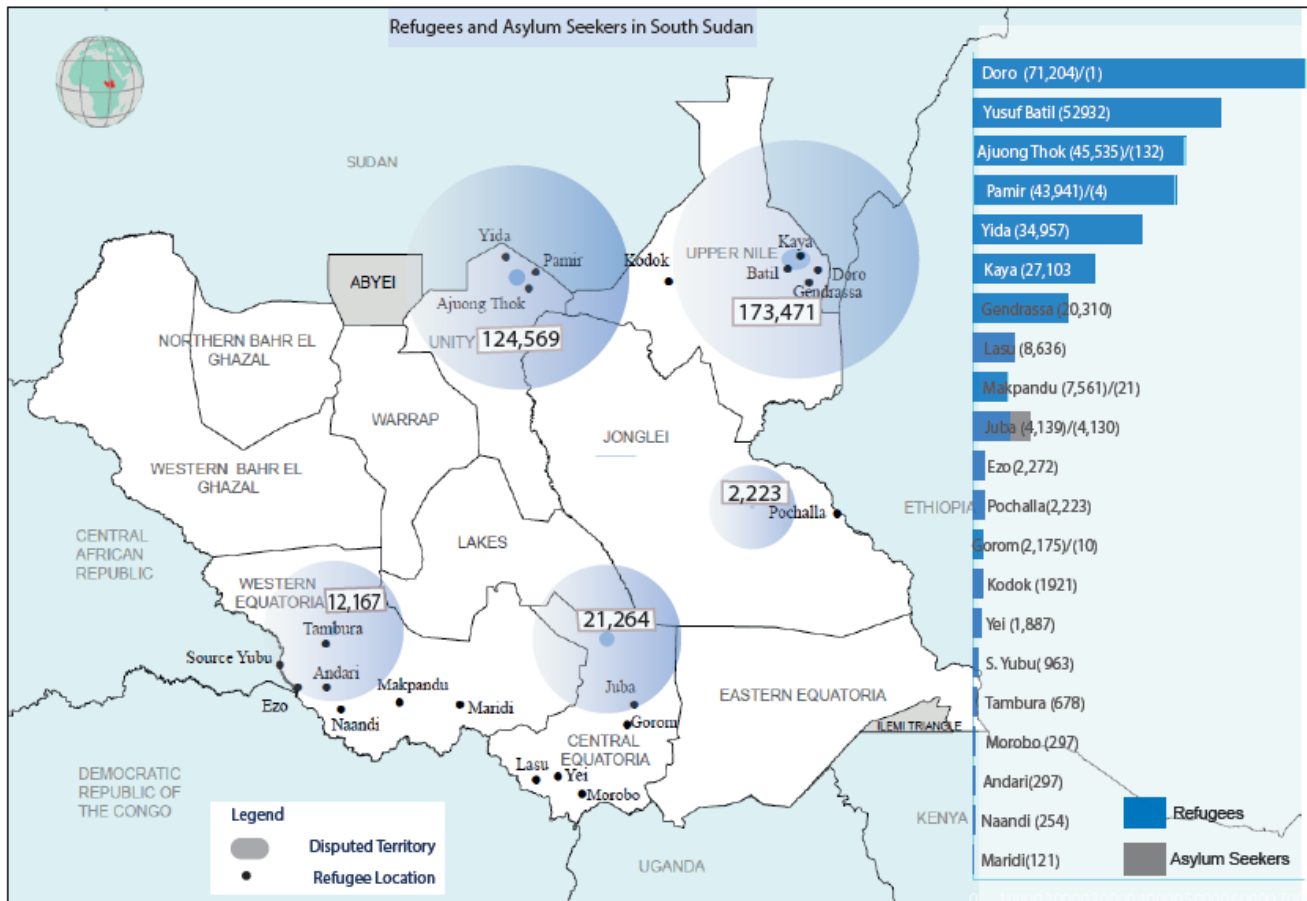 Refugees and Asylum Seekers in South Sudan
SUDAN
Yida
Pamir
Ajuong Thok
UNITY
124,569
Kodok
UPPER NILE
Kaya
Batil
Doro
Gendrassa
173,471
ABYEI
NORTHERN BAHR EL
GHAZAL
WARRAP
JONGLEI
WESTERN BAHR EL
GHAZAL
2,223
Pochalla
ETHIOPIA
CENTRAL
AFRICAN
REPUBLIC
LAKES
WESTERN
EQUATORIA
12,167
Tambura
21,264
Source Yubu
Andari
Ezo
Naandi
Makpandu
Maridi
Juba
Gorom
EASTERN EQUATORIA
ILEMI TRIANGLE
CENTRAL
EQUATORIA
Lasu
Yei
Morobo
DEMOCRATIC
REPUBLIC OF
THE CONGO
UGANDA
KENYA
Legend
Disputed Territory
Refugee Location
Doro (71,204)/(1)
Yusuf Batil (52932)
Ajuong Thok (45,535)/(132)
Pamir (43,941)/(4)
Yida (34,957)
Kaya (27,103
Gendrassa (20,310)
Lasu (8,636)
Makpandu (7,561)/(21)
Juba (4,139)/(4,130)
Ezo(2,272)
Pochalla(2,223)
Gorom(2,175)/(10)
Kodok (1921)
Yei (1,887)
S. Yubu( 963)
Tambura (678)
Morobo(297)
Andari(297)
Naandi (254)
Maridi(121)
Refugees
Asylum Seekers